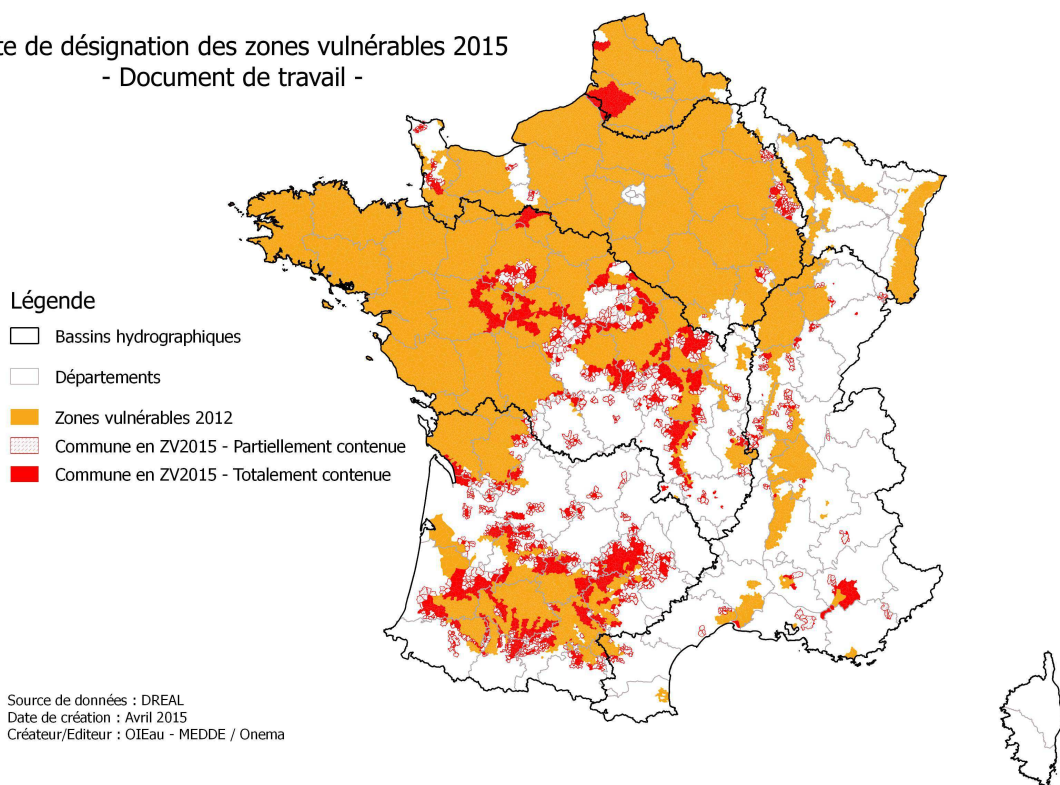 te de désignation des zones vulnérables 2015
- Document de travail -
Légende
Bassins hydrographiques
Départements
Zones vulnérables 2012
Commune en ZV2015 - Partiellement contenue
Commune en ZV2015 - Totalement contenue
Source de données : DREAL
Date de création : Avril 2015
Créateur/Editeur : OIEau - MEDDE / Onema